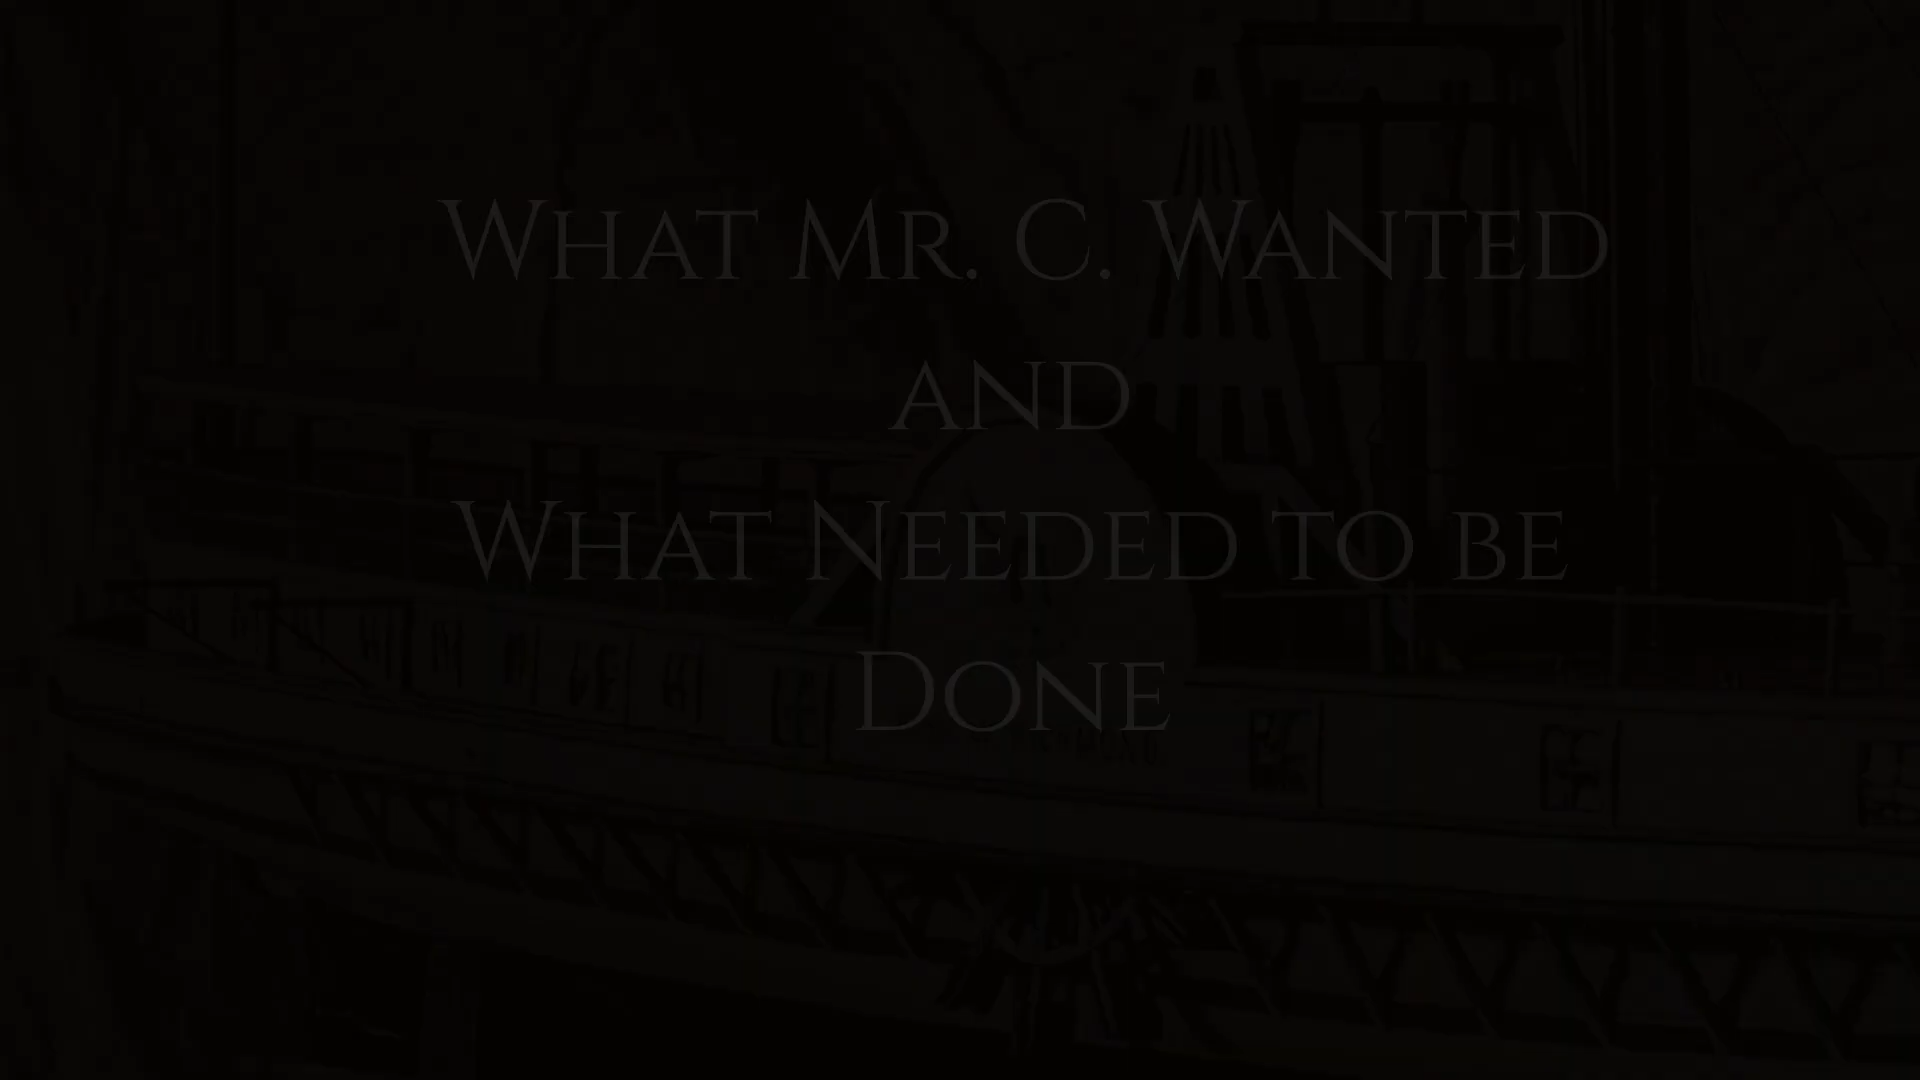 What Mr. C. Wanted
and
What Needed to be
Done